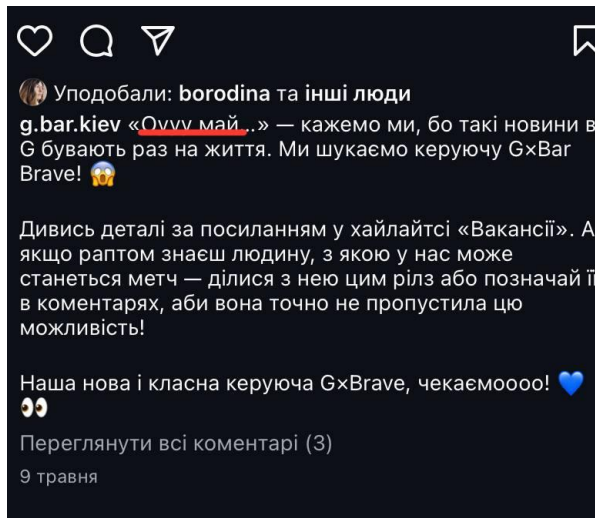 Уподобали: borodina та інші люди
g.bar.kiev «Оууу май...» — кажемо ми, бо такі новини в
G бувають раз на життя. Ми шукаємо керуючу G×Bar
Brave! 😱
Дивись деталі за посиланням у хайлайтсі «Вакансії». А
якщо раптом знаєш людину, з якою у нас може
станеться метч — ділися з нею цим рілз або позначай її
в коментарях, аби вона точно не пропустила цю
можливість!
Наша нова і класна керуюча G×Brave, чекаємоооо! 💙
👀
Переглянути всі коментарі (3)
9 травня